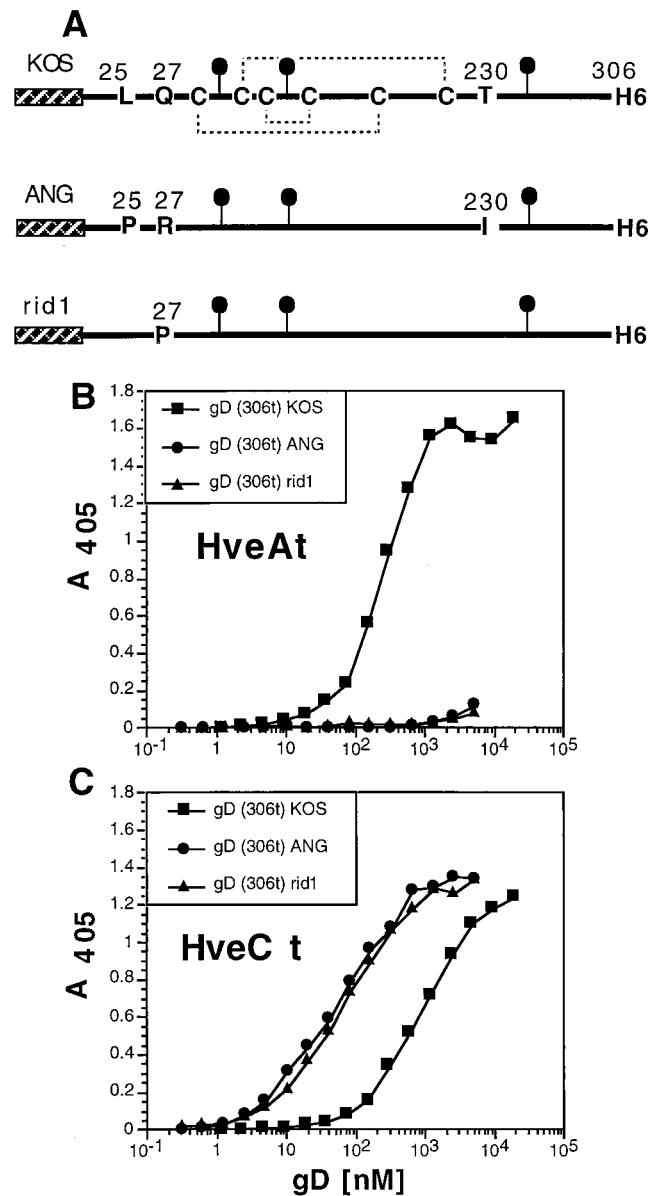 A
KOS
25 27 230 306
L Q C C C C C C T H6
ANG
25 27 230
P R I H6
rid1
27
P H6
B
1.8
1.6
1.4
1.2
1
0.8
0.6
0.4
0.2
0
A 405
gD (306t) KOS
gD (306t) ANG
gD (306t) rid1
HveAt
10-1 1 10 102 103 104 105
C
1.8
1.6
1.4
1.2
1
0.8
0.6
0.4
0.2
0
A 405
gD (306t) KOS
gD (306t) ANG
gD (306t) rid1
HveC t
10-1 1 10 102 103 104 105
gD [nM]